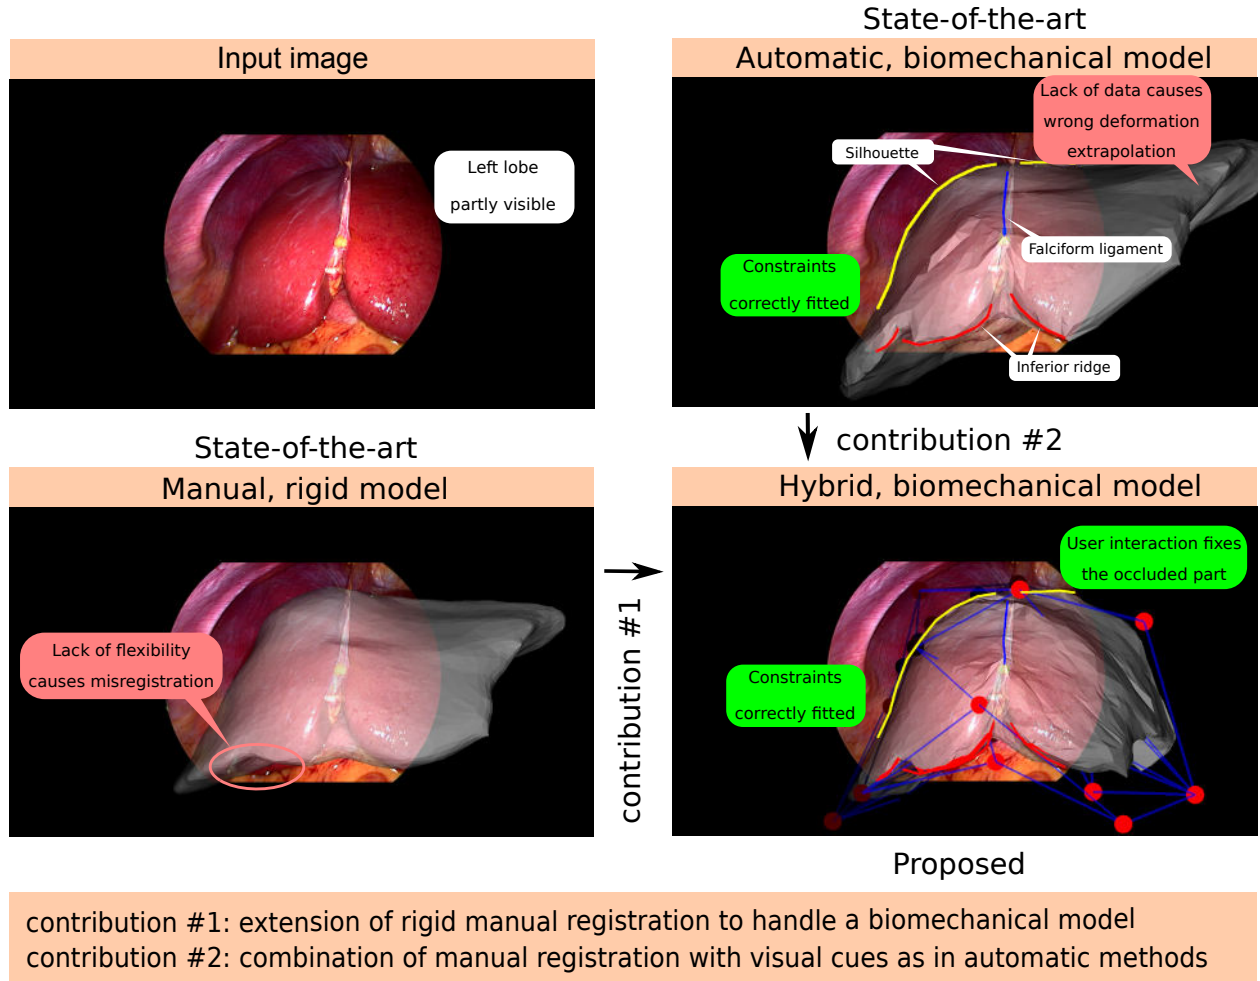 Input image
Left lobe
partly visible
State-of-the-art
Automatic, biomechanical model
Lack of data causes
wrong deformation
extrapolation
Silhouette
Falciform ligament
Constraints
correctly fitted
Inferior ridge
contribution #2
State-of-the-art
Manual, rigid model
Lack of flexibility
causes misregistration
contribution #1
Hybrid, biomechanical model
User interaction fixes
the occluded part
Constraints
correctly fitted
Proposed
contribution #1: extension of rigid manual registration to handle a biomechanical model
contribution #2: combination of manual registration with visual cues as in automatic methods